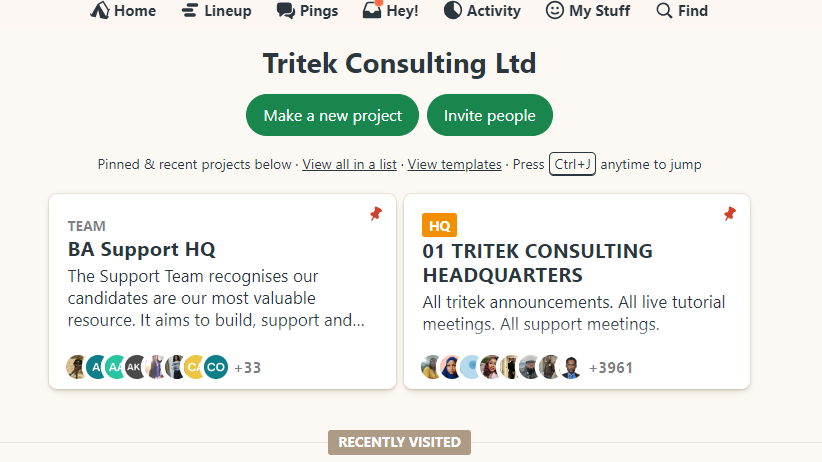 Home Lineup Pings Hey! Activity My Stuff Find
Tritek Consulting Ltd
Make a new project Invite people
Pinned & recent projects below · View all in a list · View templates · Press Ctrl+J anytime to jump
TEAM
BA Support HQ
The Support Team recognises our
candidates are our most valuable
resource. It aims to build, support and...
A AA AK CA CO +33
HQ
01 TRITEK CONSULTING
HEADQUARTERS
All tritek announcements. All live tutorial
meetings. All support meetings.
+3961
RECENTLY VISITED